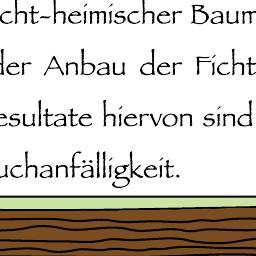 cht-heimischer Baum
der Anbau der Ficht
esultate hiervon sind
uchanfälligkeit.